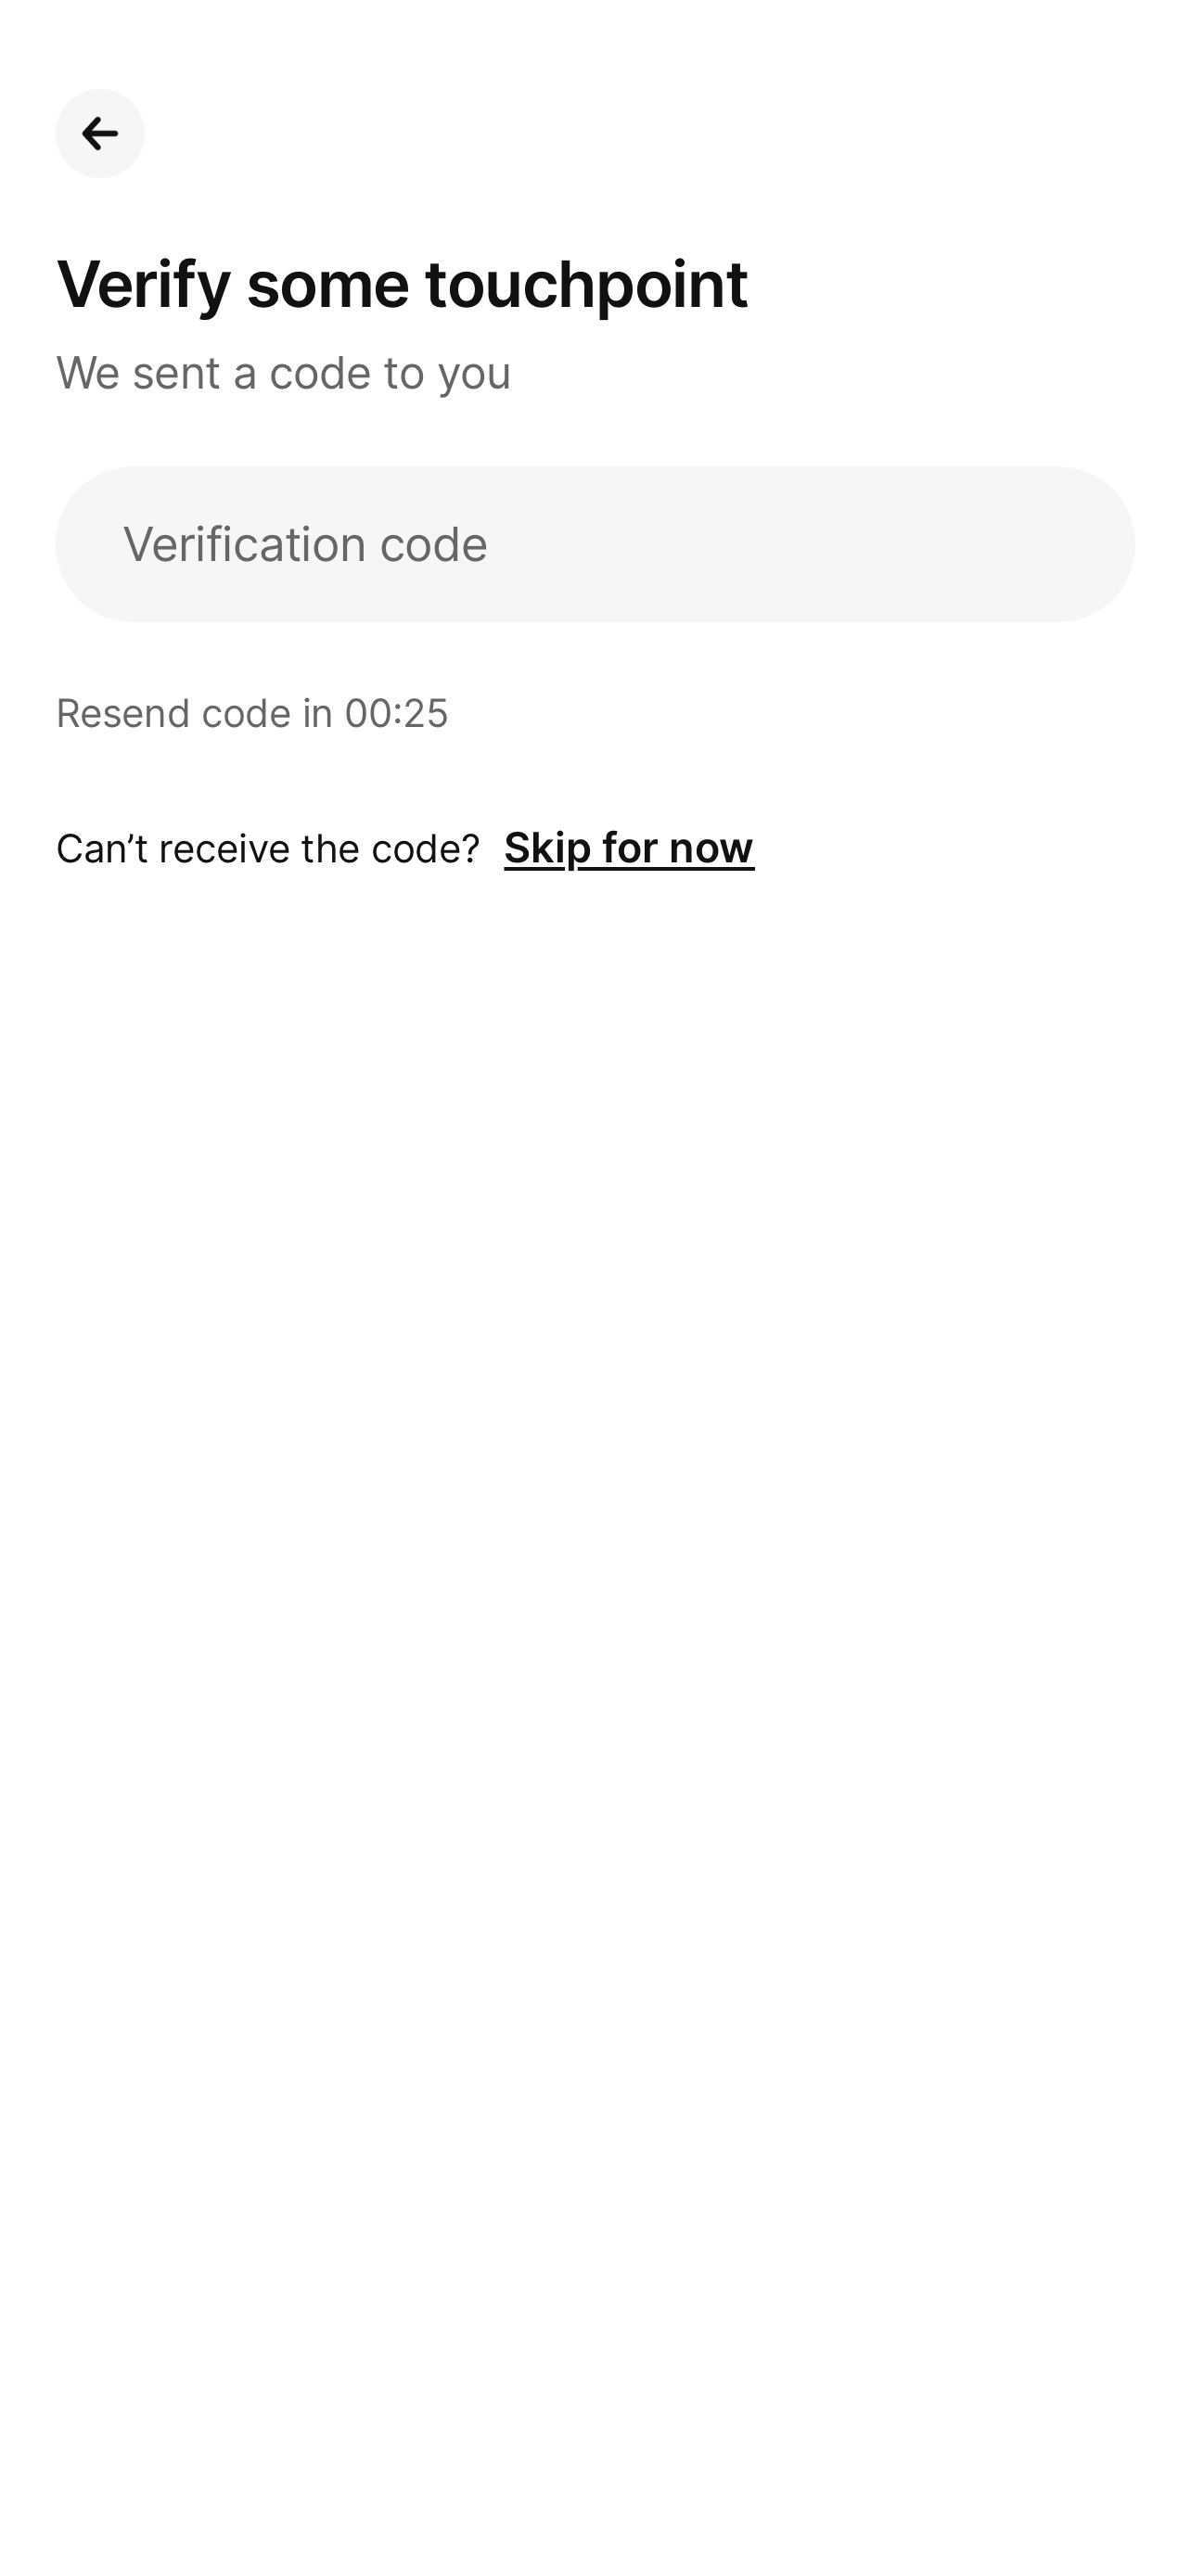 Verify some touchpoint
We sent a code to you
Verification code
Resend code in 00:25
Can’t receive the code? Skip for now